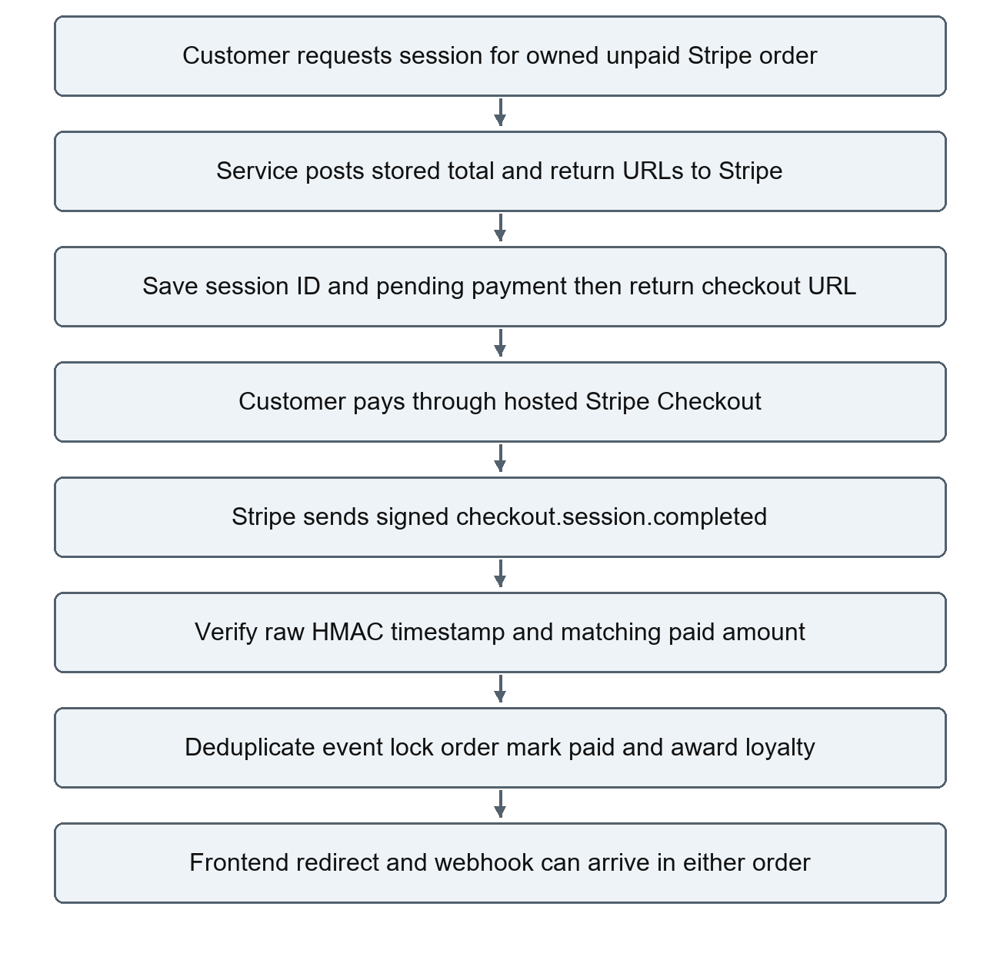 Customer requests session for owned unpaid Stripe order
Service posts stored total and return URLs to Stripe
Save session ID and pending payment then return checkout URL
Customer pays through hosted Stripe Checkout
Stripe sends signed checkout.session.completed
Verify raw HMAC timestamp and matching paid amount
Deduplicate event lock order mark paid and award loyalty
Frontend redirect and webhook can arrive in either order